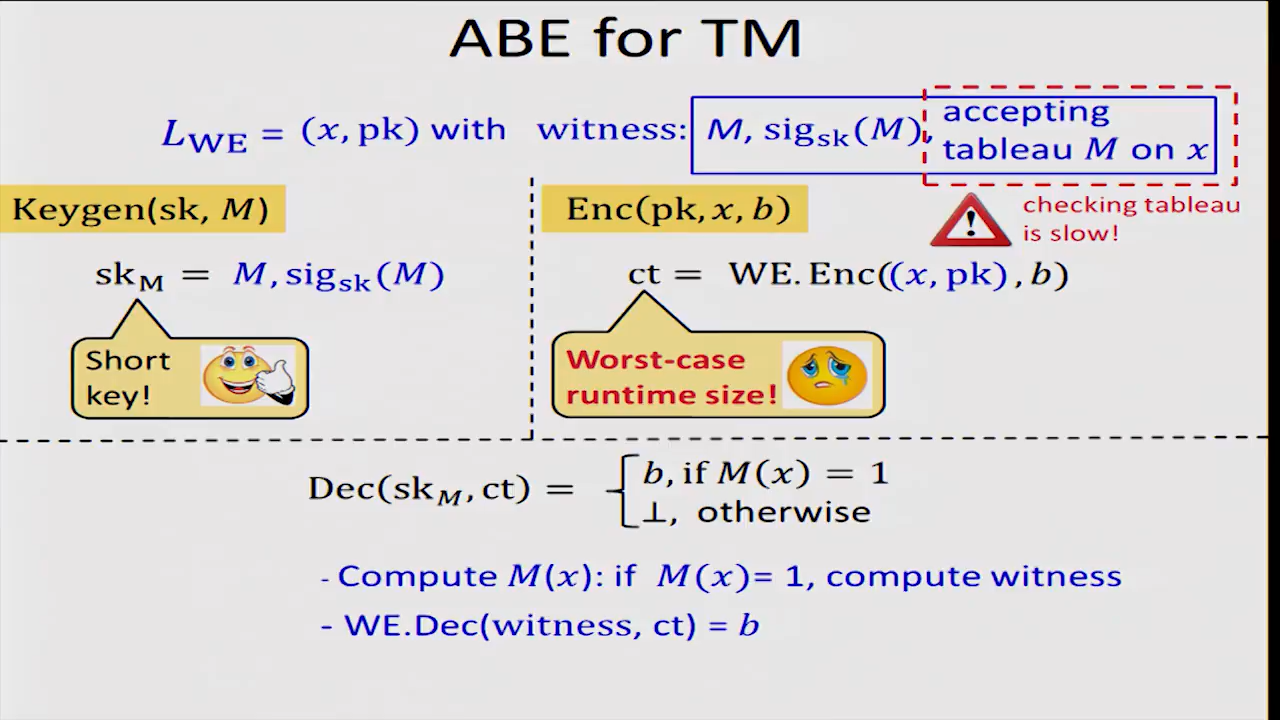 ABE for TM
L_WE = (x, pk) with witness: M, sig_sk(M), accepting
tableau M on x
Keygen(sk, M)
Enc(pk, x, b)
checking tableau
is slow!
sk_M = M, sig_sk(M)
ct = WE.Enc((x, pk), b)
Short
key!
Worst-case
runtime size!
Dec(sk_M, ct) = { b, if M(x) = 1
⊥, otherwise
- Compute M(x): if M(x)= 1, compute witness
- WE.Dec(witness, ct) = b